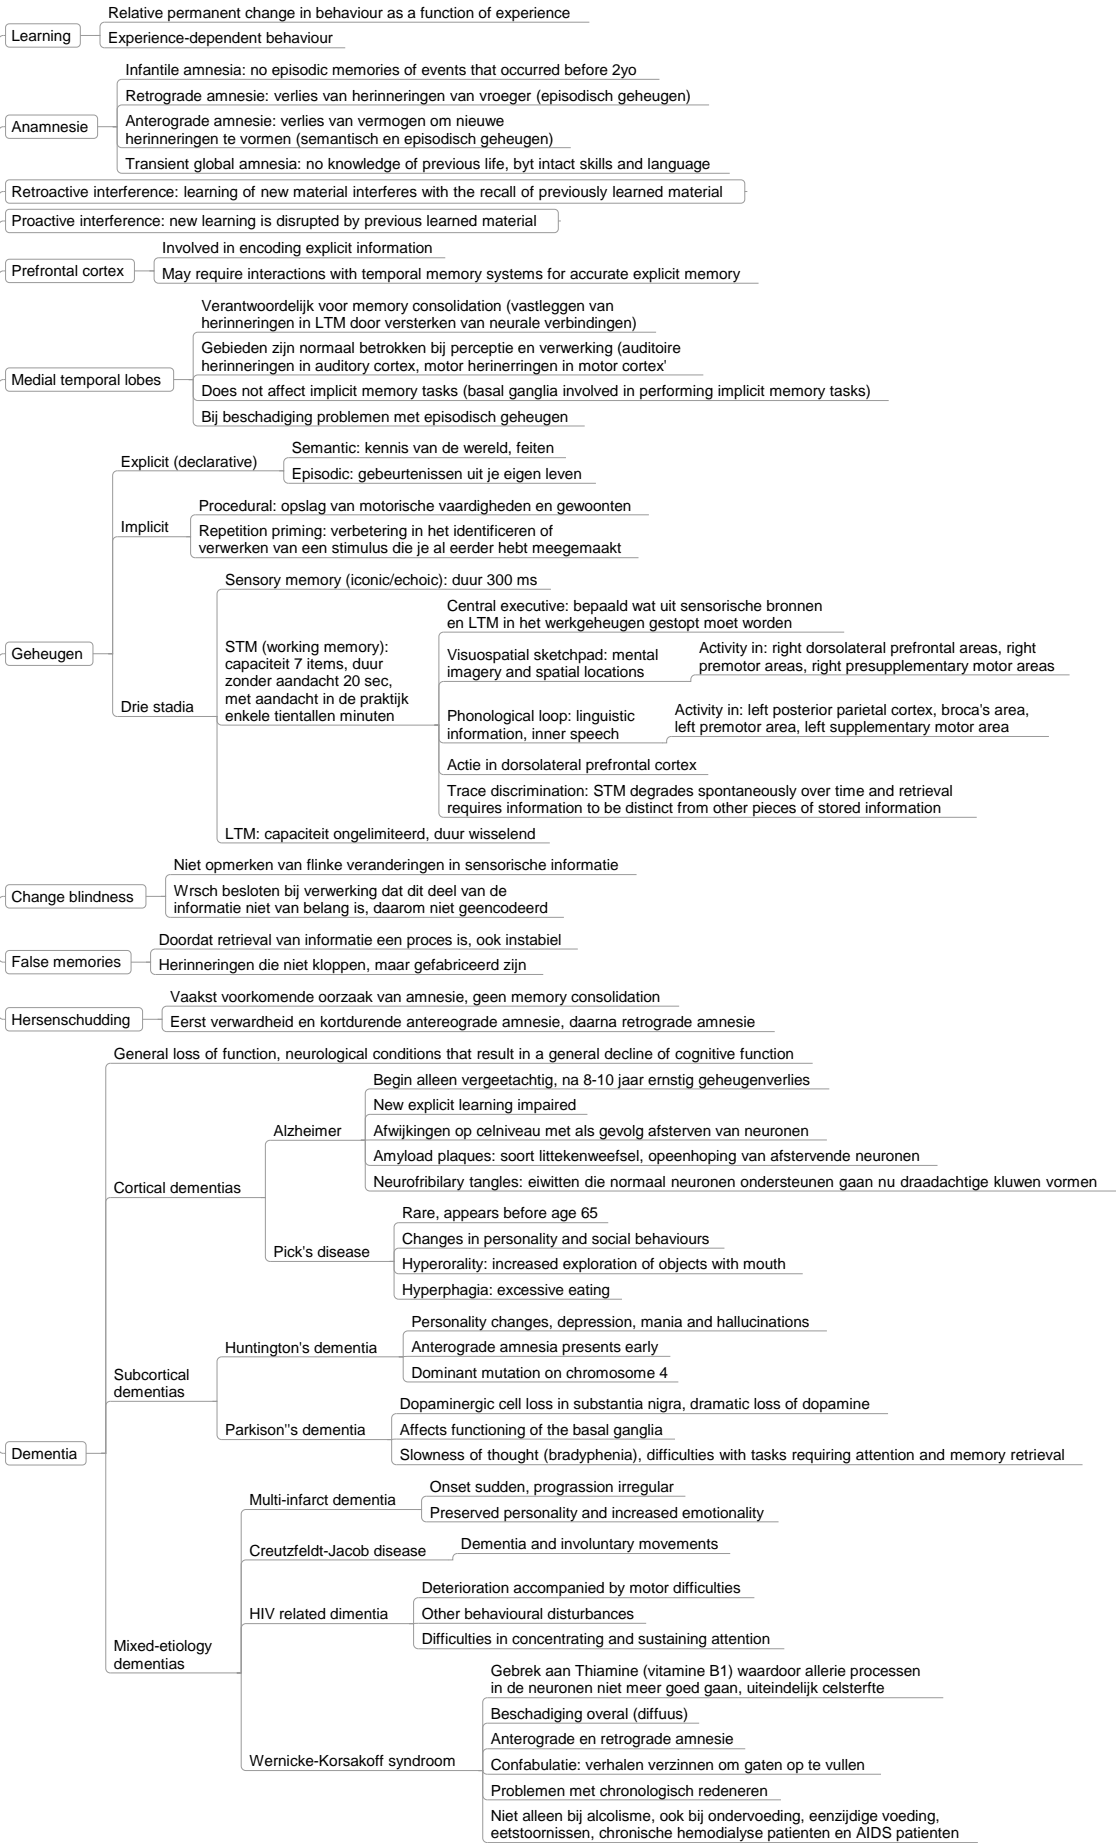 Learning
Relative permanent change in behaviour as a function of experience
Experience-dependent behaviour
Anamnesie
Infantile amnesia: no episodic memories of events that occurred before 2yo
Retrograde amnesie: verlies van herinneringen van vroeger (episodisch geheugen)
Anterograde amnesie: verlies van vermogen om nieuwe
herinneringen te vormen (semantisch en episodisch geheugen)
Transient global amnesia: no knowledge of previous life, byt intact skills and language
Retroactive interference: learning of new material interferes with the recall of previously learned material
Proactive interference: new learning is disrupted by previous learned material
Prefrontal cortex
Involved in encoding explicit information
May require interactions with temporal memory systems for accurate explicit memory
Medial temporal lobes
Verantwoordelijk voor memory consolidation (vastleggen van
herinneringen in LTM door versterken van neurale verbindingen)
Gebieden zijn normaal betrokken bij perceptie en verwerking (auditoire
herinneringen in auditory cortex, motor herinerringen in motor cortex'
Does not affect implicit memory tasks (basal ganglia involved in performing implicit memory tasks)
Bij beschadiging problemen met episodisch geheugen
Geheugen
Explicit (declarative)
Semantic: kennis van de wereld, feiten
Episodic: gebeurtenissen uit je eigen leven
Implicit
Procedural: opslag van motorische vaardigheden en gewoonten
Repetition priming: verbetering in het identificeren of
verwerken van een stimulus die je al eerder hebt meegemaakt
Drie stadia
Sensory memory (iconic/echoic): duur 300 ms
STM (working memory):
capaciteit 7 items, duur
zonder aandacht 20 sec,
met aandacht in de praktijk
enkele tientallen minuten
Central executive: bepaald wat uit sensorische bronnen
en LTM in het werkgeheugen gestopt moet worden
Visuospatial sketchpad: mental
imagery and spatial locations
Activity in: right dorsolateral prefrontal areas, right
premotor areas, right presupplementary motor areas
Phonological loop: linguistic
information, inner speech
Activity in: left posterior parietal cortex, broca's area,
left premotor area, left supplementary motor area
Actie in dorsolateral prefrontal cortex
Trace discrimination: STM degrades spontaneously over time and retrieval
requires information to be distinct from other pieces of stored information
LTM: capaciteit ongelimiteerd, duur wisselend
Change blindness
Niet opmerken van flinke veranderingen in sensorische informatie
Wrsch besloten bij verwerking dat dit deel van de
informatie niet van belang is, daarom niet geencodeerd
False memories
Doordat retrieval van informatie een proces is, ook instabiel
Herinneringen die niet kloppen, maar gefabriceerd zijn
Hersenschudding
Vaakst voorkomende oorzaak van amnesie, geen memory consolidation
Eerst verwardheid en kortdurende antereograde amnesie, daarna retrograde amnesie
Dementia
General loss of function, neurological conditions that result in a general decline of cognitive function
Cortical dementias
Alzheimer
Begin alleen vergeetachtig, na 8-10 jaar ernstig geheugenverlies
New explicit learning impaired
Afwijkingen op celniveau met als gevolg afsterven van neuronen
Amyload plaques: soort littekenweefsel, opeenhoping van afstervende neuronen
Neurofribilary tangles: eiwitten die normaal neuronen ondersteunen gaan nu draadachtige kluwen vormen
Pick's disease
Rare, appears before age 65
Changes in personality and social behaviours
Hyperorality: increased exploration of objects with mouth
Hyperphagia: excessive eating
Subcortical
dementias
Huntington's dementia
Personality changes, depression, mania and hallucinations
Anterograde amnesia presents early
Dominant mutation on chromosome 4
Parkison''s dementia
Dopaminergic cell loss in substantia nigra, dramatic loss of dopamine
Affects functioning of the basal ganglia
Slowness of thought (bradyphenia), difficulties with tasks requiring attention and memory retrieval
Mixed-etiology
dementias
Multi-infarct dementia
Onset sudden, prograssion irregular
Preserved personality and increased emotionality
Creutzfeldt-Jacob disease
Dementia and involuntary movements
HIV related dimentia
Deterioration accompanied by motor difficulties
Other behavioural disturbances
Difficulties in concentrating and sustaining attention
Wernicke-Korsakoff syndroom
Gebrek aan Thiamine (vitamine B1) waardoor allerie processen
in de neuronen niet meer goed gaan, uiteindelijk celsterfte
Beschadiging overal (diffuus)
Anterograde en retrograde amnesie
Confabulatie: verhalen verzinnen om gaten op te vullen
Problemen met chronologisch redeneren
Niet alleen bij alcolisme, ook bij ondervoeding, eenzijdige voeding,
eetstoornissen, chronische hemodialyse patienten en AIDS patienten